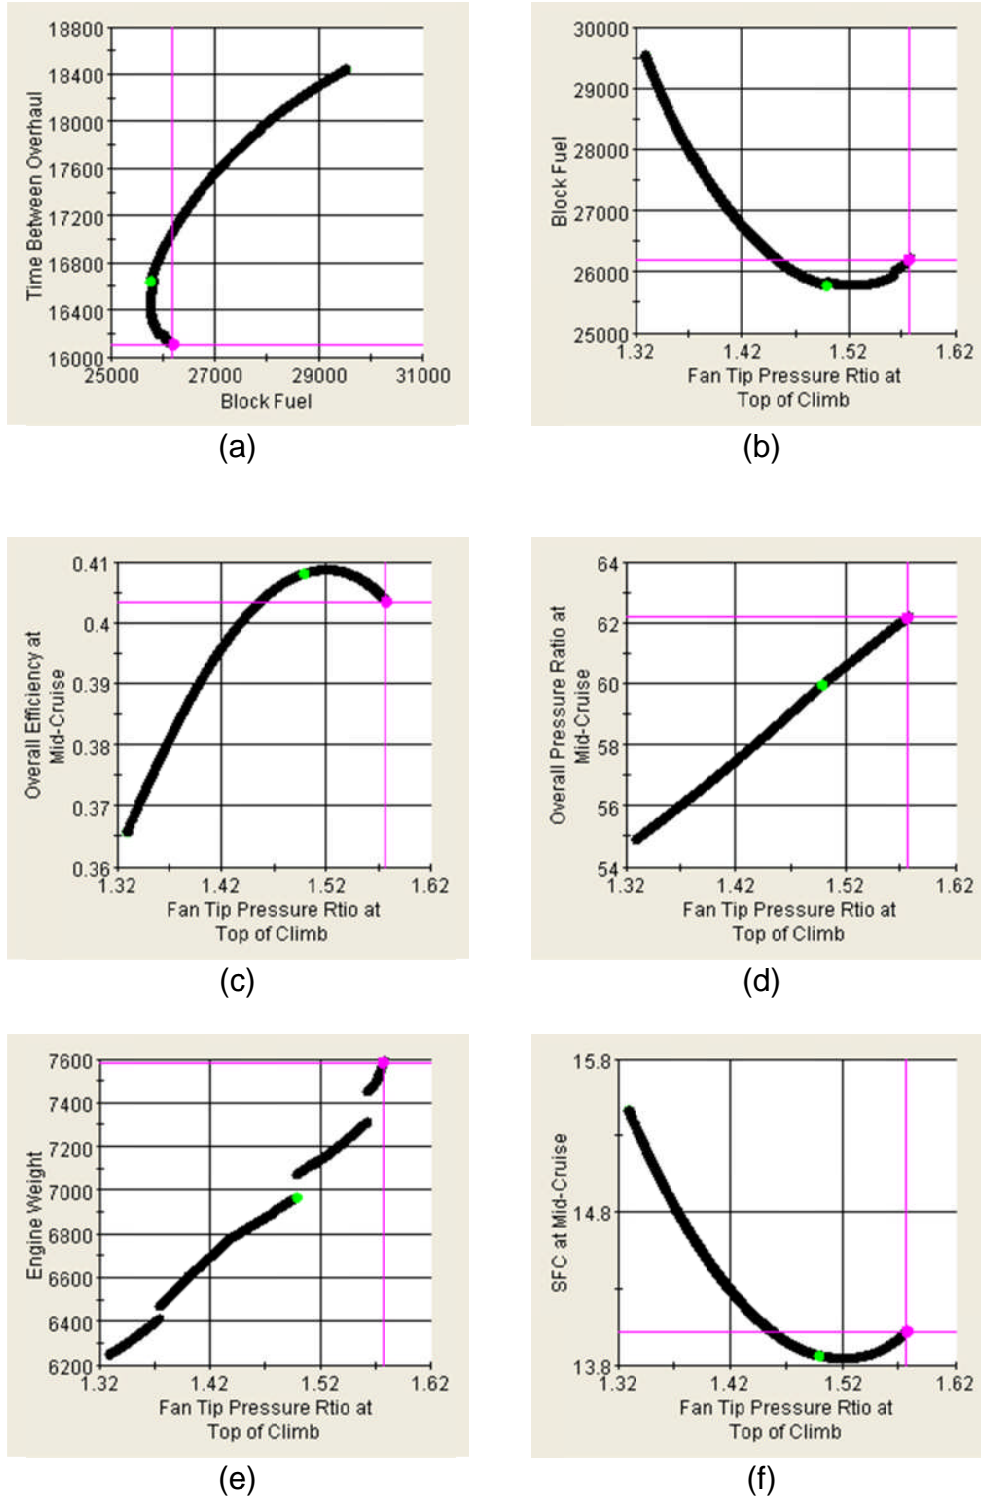 18800
18400
18000
17600
17200
16800
16400
16000
Time Between Overhaul
25000 27000 29000 31000
Block Fuel
(a)
30000
29000
28000
27000
26000
25000
Block Fuel
1.32 1.42 1.52 1.62
Fan Tip Pressure Rtio at
Top of Climb
(b)
0.41
0.4
0.39
0.38
0.37
0.36
Overall Efficiency at
Mid-Cruise
1.32 1.42 1.52 1.62
Fan Tip Pressure Rtio at
Top of Climb
(c)
64
62
60
58
56
54
Overall Pressure Ratio at
Mid-Cruise
1.32 1.42 1.52 1.62
Fan Tip Pressure Rtio at
Top of Climb
(d)
7600
7400
7200
7000
6800
6600
6400
6200
Engine Weight
1.32 1.42 1.52 1.62
Fan Tip Pressure Rtio at
Top of Climb
(e)
15.8
14.8
13.8
SFC at Mid-Cruise
1.32 1.42 1.52 1.62
Fan Tip Pressure Rtio at
Top of Climb
(f)